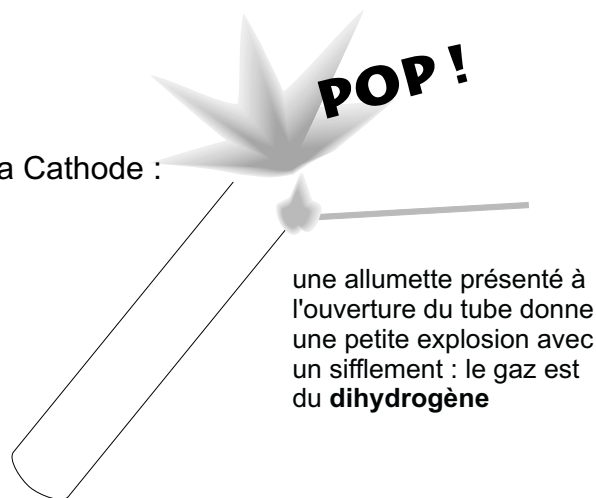 POP !
a Cathode :
une allumette présenté à
l'ouverture du tube donne
une petite explosion avec
un sifflement : le gaz est
du dihydrogène